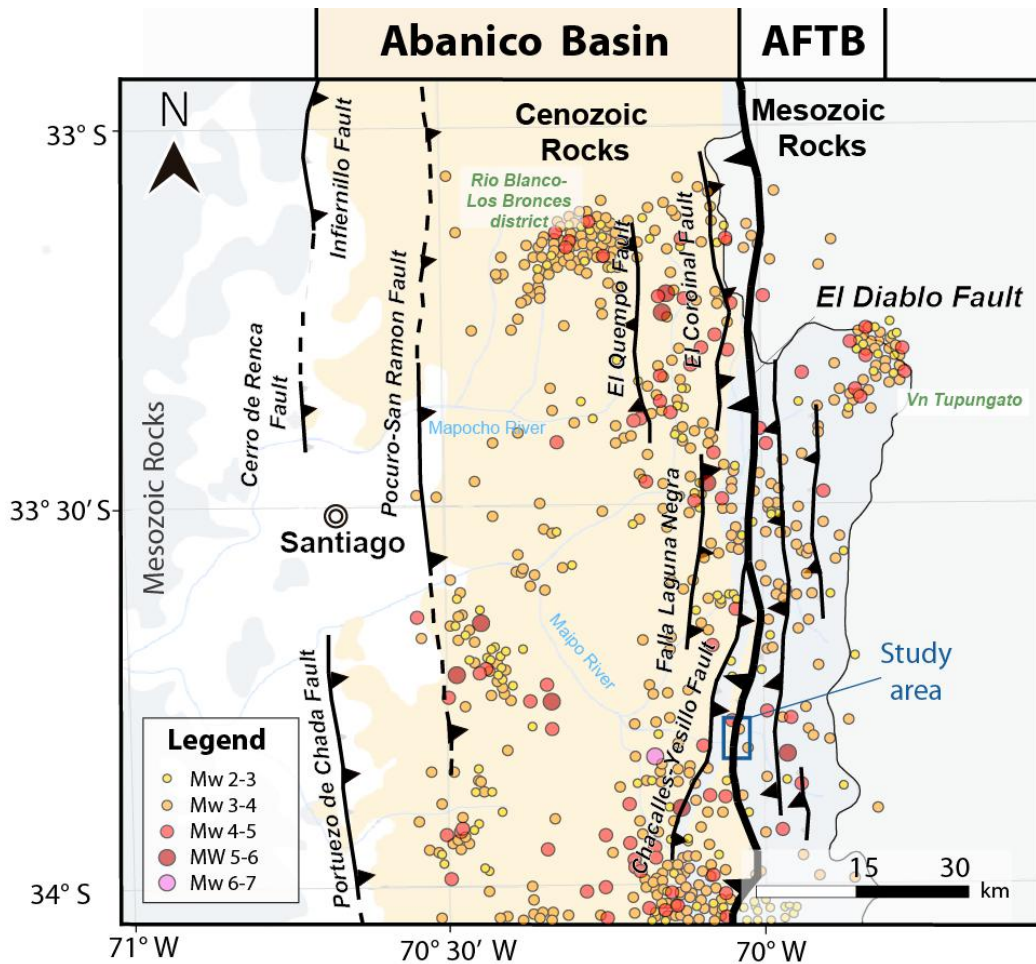 Abanico Basin
AFTB
N
33° S
Cenozoic
Rocks
Mesozoic
Rocks
Infiernillo Fault
Rio Blanco-
Los Bronces
district
El Quempo Fault
El Coroinal Fault
El Diablo Fault
Pocuro-San Ramon Fault
Cerro de Renca
Fault
Mapocho River
Vn Tupungato
33° 30' S
Mesozoic Rocks
Santiago
Falla Laguna Negra
Maipo River
Study
area
Portuezo de Chada Fault
Chacalles-Yesillo Fault
Legend
Mw 2-3
Mw 3-4
Mw 4-5
MW 5-6
Mw 6-7
15 30
km
34° S
71° W
70° 30' W
70° W